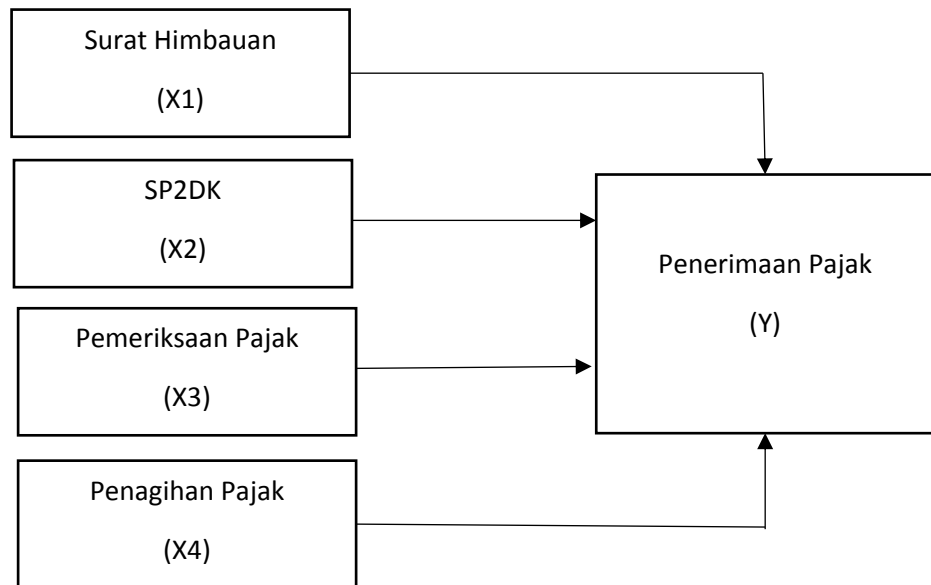 Surat Himbauan
(X1)
SP2DK
(X2)
Penerimaan Pajak
(Y)
Pemeriksaan Pajak
(X3)
Penagihan Pajak
(X4)